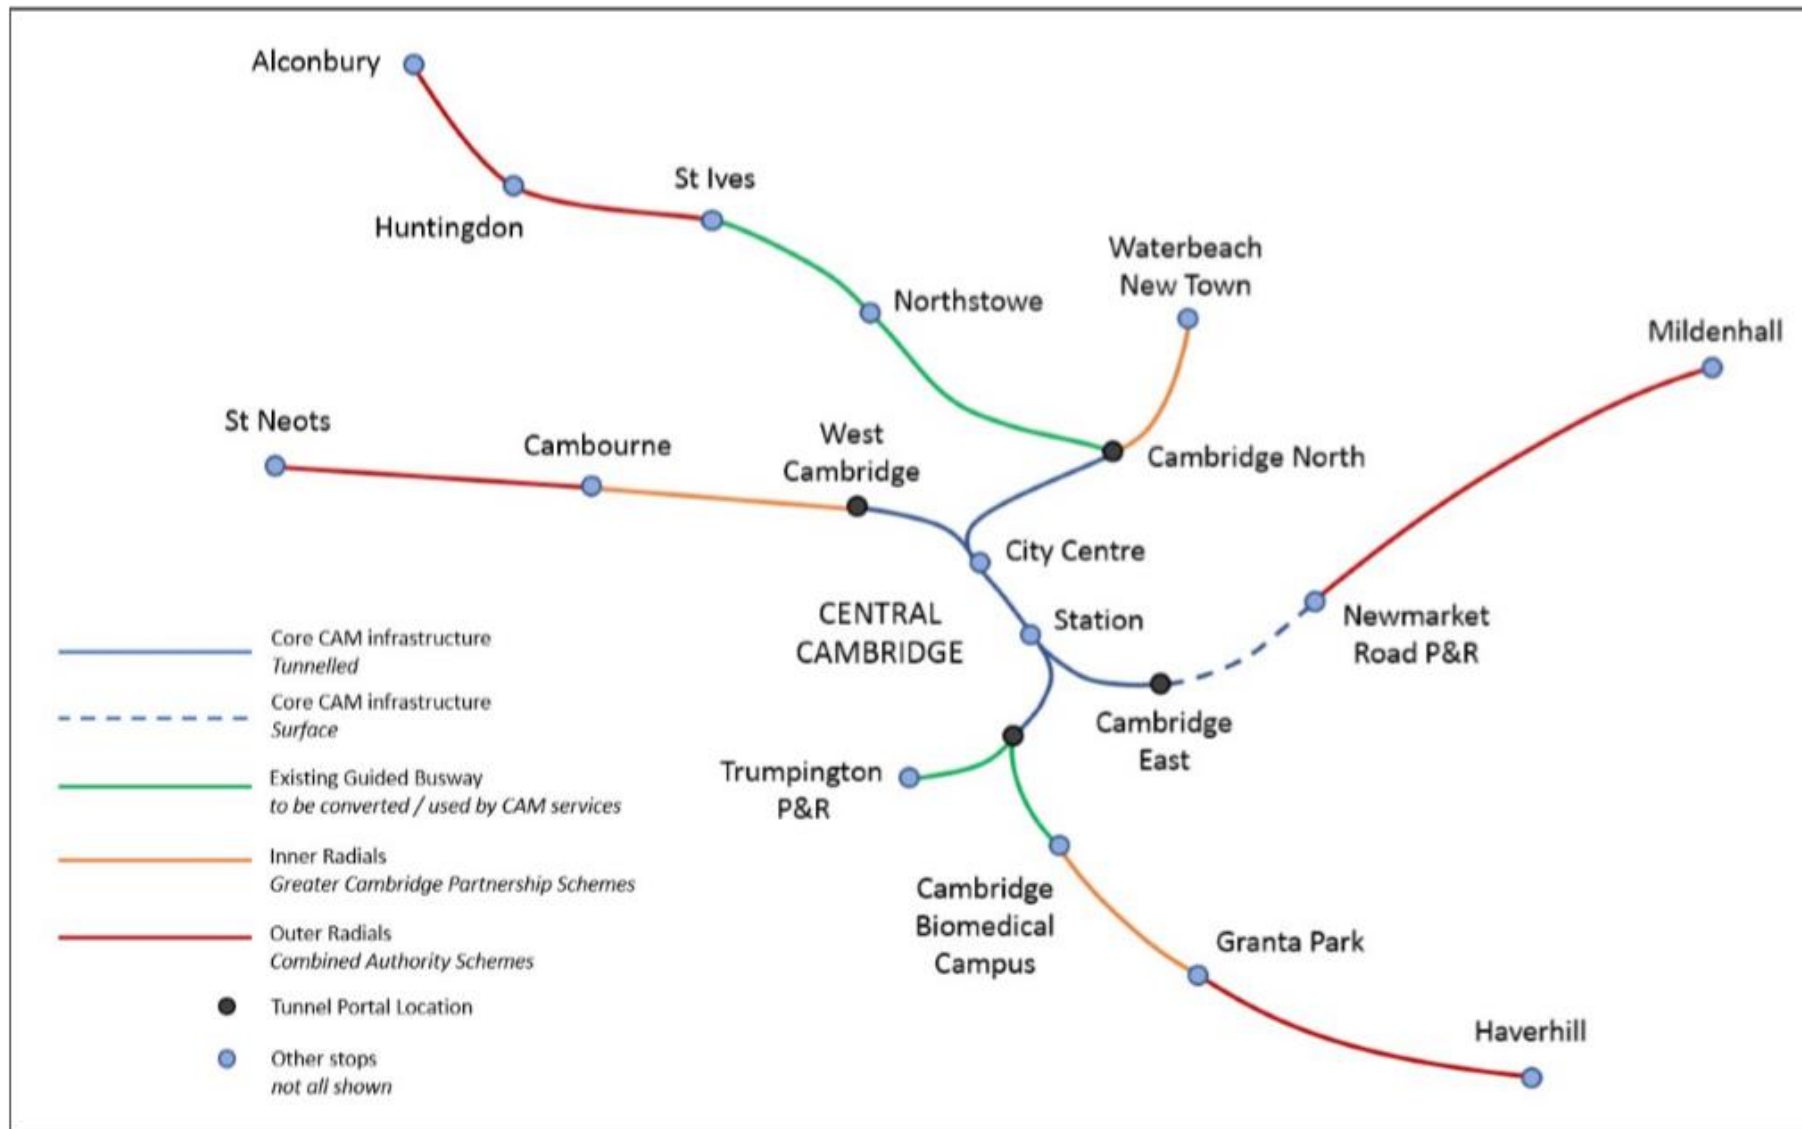 Alconbury
St Ives
Huntingdon
Waterbeach
New Town
Northstowe
Mildenhall
St Neots
Cambourne
West
Cambridge
Cambridge North
City Centre
CENTRAL
CAMBRIDGE
Station
Newmarket
Road P&R
Cambridge
East
Trumpington
P&R
Cambridge
Biomedical
Campus
Granta Park
Haverhill
Core CAM infrastructure
Tunnelled
Core CAM infrastructure
Surface
Existing Guided Busway
to be converted / used by CAM services
Inner Radials
Greater Cambridge Partnership Schemes
Outer Radials
Combined Authority Schemes
Tunnel Portal Location
Other stops
not all shown